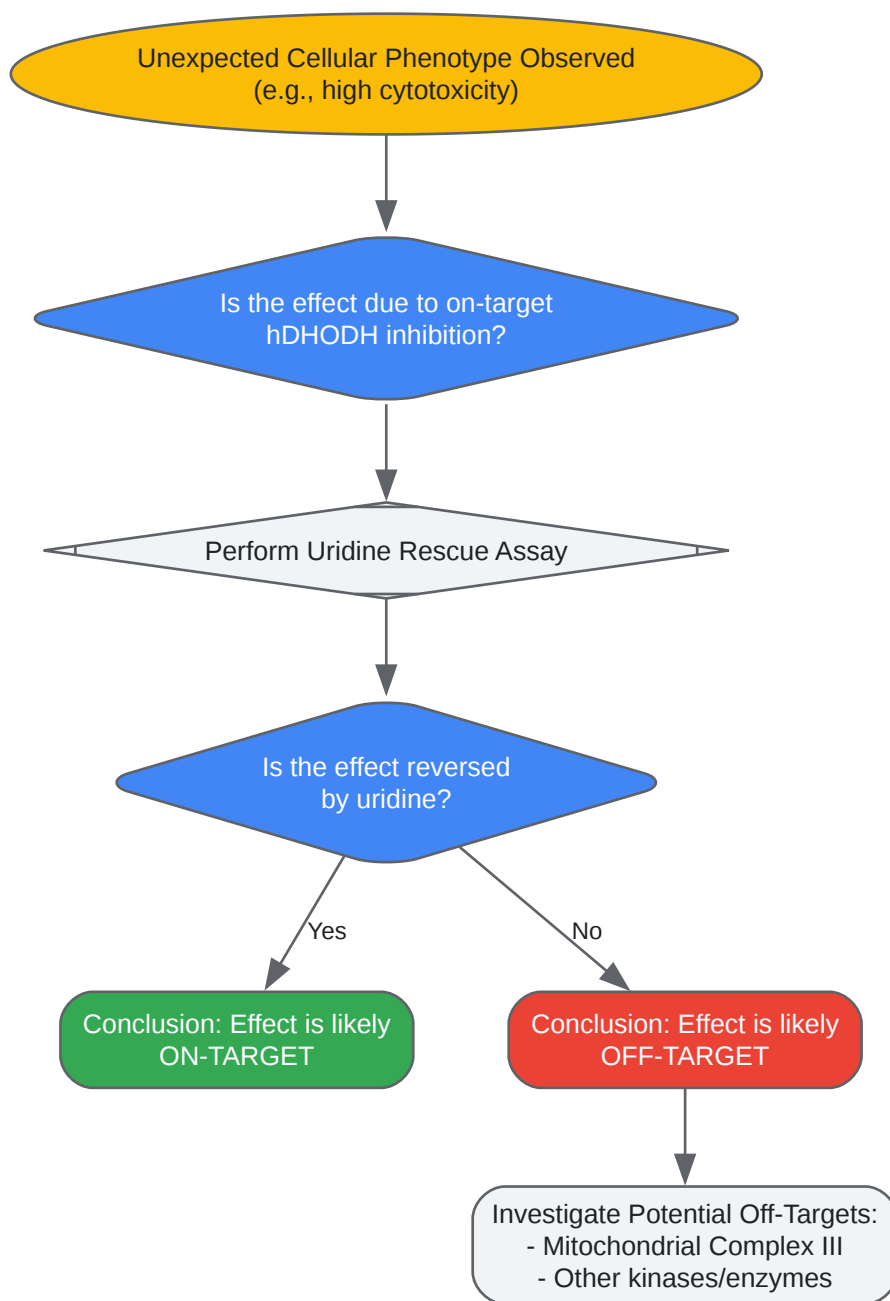 Unexpected Cellular Phenotype Observed
(e.g., high cytotoxicity)
Is the effect due to on-target
hDHODH inhibition?
Perform Uridine Rescue Assay
Is the effect reversed
by uridine?
Yes
No
Conclusion: Effect is likely
ON-TARGET
Conclusion: Effect is likely
OFF-TARGET
Investigate Potential Off-Targets:
- Mitochondrial Complex III
- Other kinases/enzymes